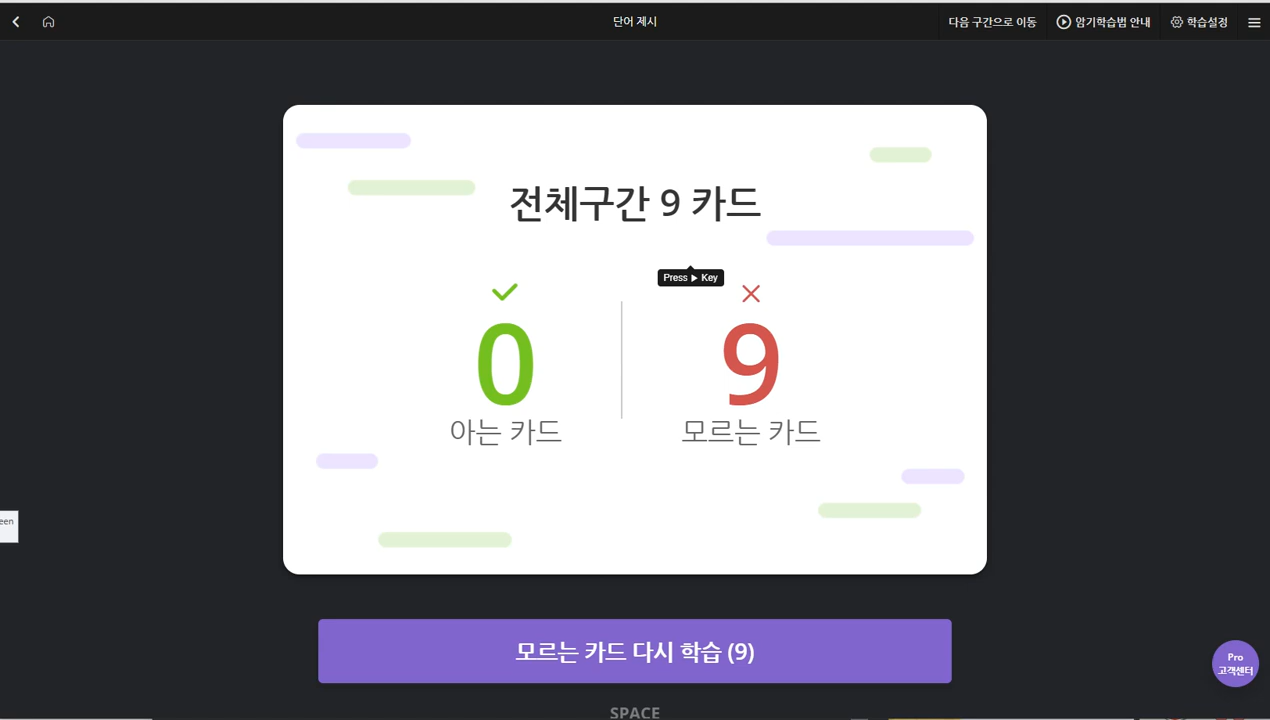 단어 제시
다음 구간으로 이동
암기학습법 안내
학습설정
전체구간 9 카드
Press ▶ Key
0
9
아는 카드
모르는 카드
een
모르는 카드 다시 학습 (9)
Pro
고객센터
SPACE